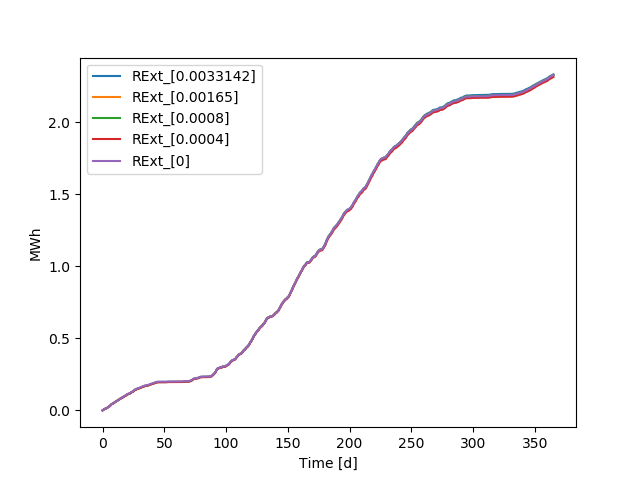 RExt_[0.0033142]
RExt_[0.00165]
RExt_[0.0008]
RExt_[0.0004]
RExt_[0]
2.0
1.5
1.0
0.5
0.0
MWh
0 50 100 150 200 250 300 350
Time [d]